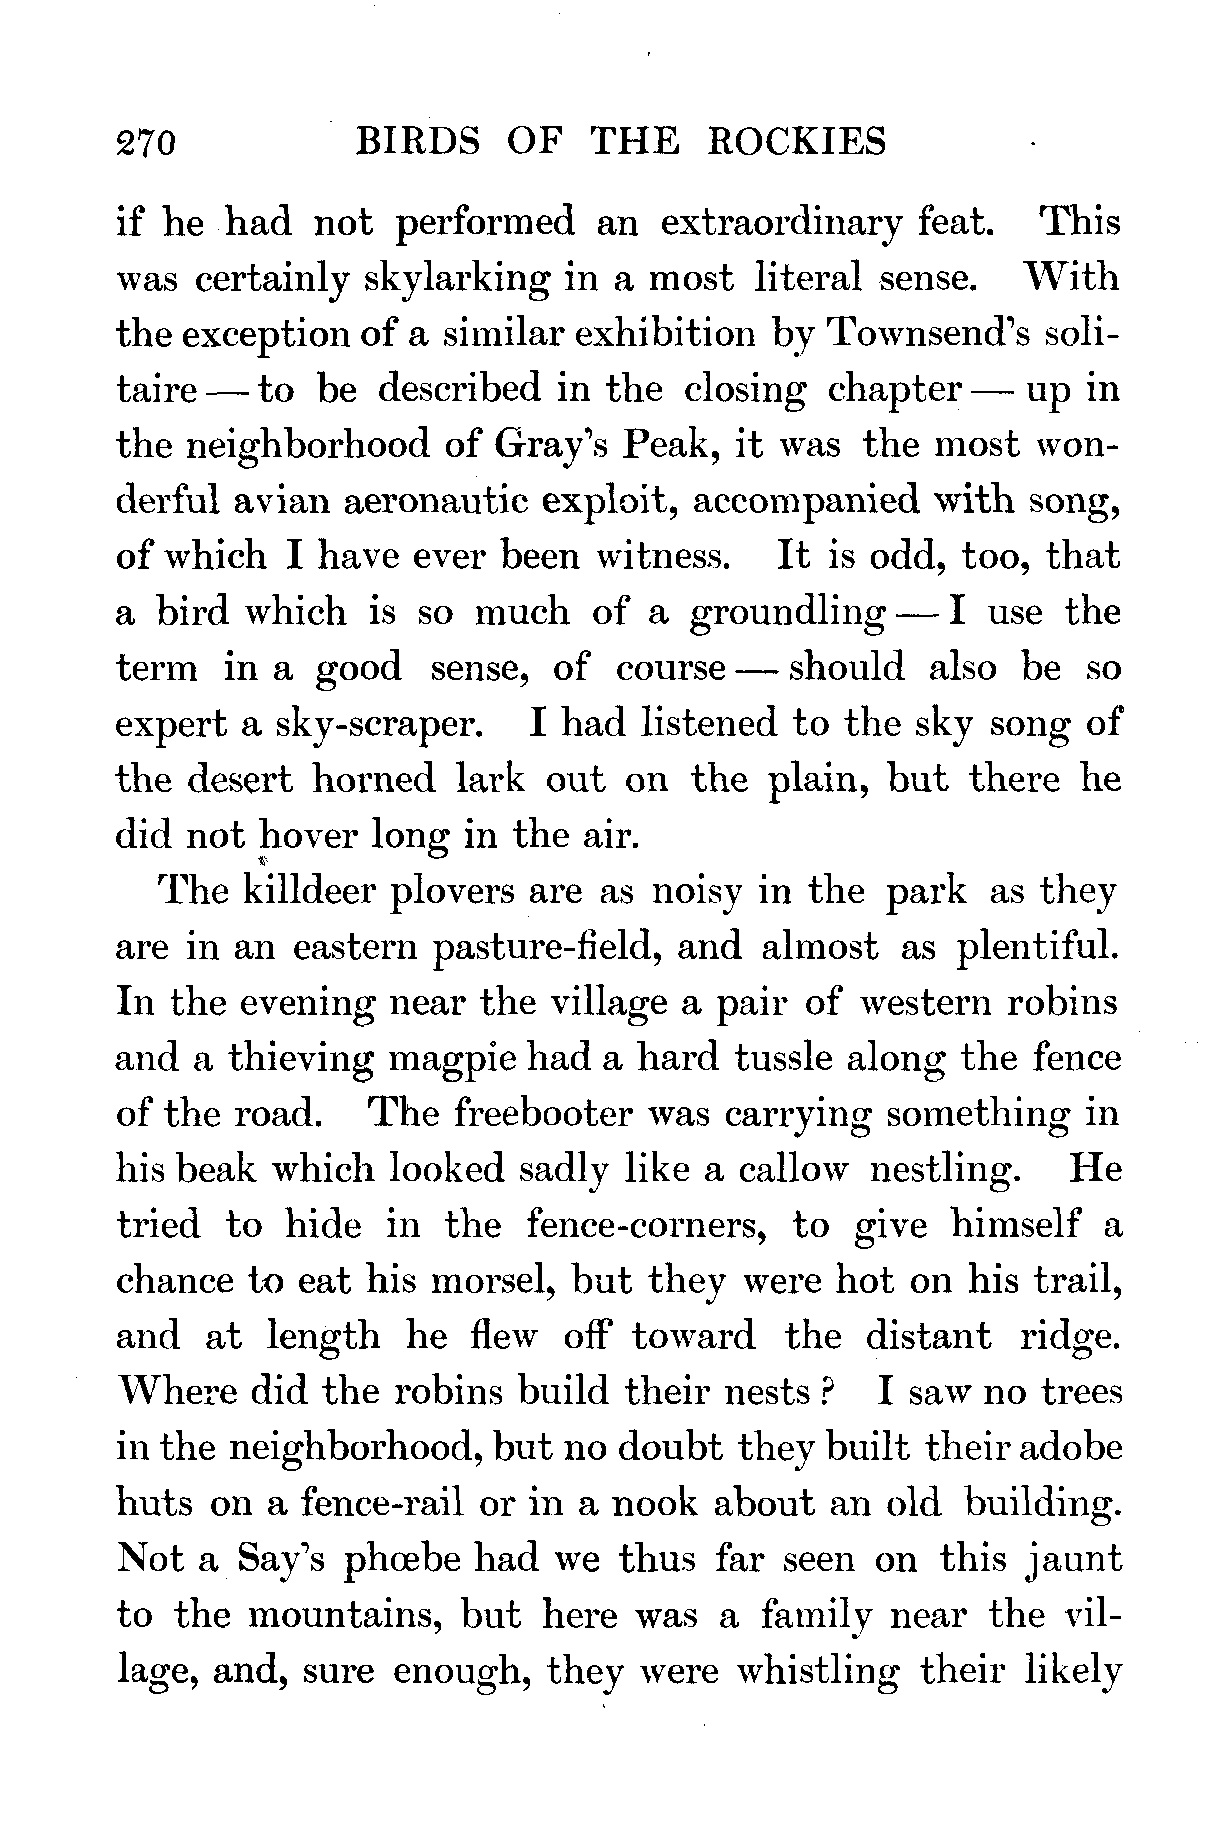 270 BIRDS OF THE ROCKIES
if he had not performed an extraordinary feat. This
was certainly skylarking in a most literal sense. With
the exception of a similar exhibition by Townsend's soli-
taire — to be described in the closing chapter — up in
the neighborhood of Gray's Peak, it was the most won-
derful avian aeronautic exploit, accompanied with song,
of which I have ever been witness. It is odd, too, that
a bird which is so much of a groundling — I use the
term in a good sense, of course — should also be so
expert a sky-scraper. I had listened to the sky song of
the desert horned lark out on the plain, but there he
did not hover long in the air.
The killdeer plovers are as noisy in the park as they
are in an eastern pasture-field, and almost as plentiful.
In the evening near the village a pair of western robins
and a thieving magpie had a hard tussle along the fence
of the road. The freebooter was carrying something in
his beak which looked sadly like a callow nestling. He
tried to hide in the fence-corners, to give himself a
chance to eat his morsel, but they were hot on his trail,
and at length he flew off toward the distant ridge.
Where did the robins build their nests? I saw no trees
in the neighborhood, but no doubt they built their adobe
huts on a fence-rail or in a nook about an old building.
Not a Say's phœbe had we thus far seen on this jaunt
to the mountains, but here was a family near the vil-
lage, and, sure enough, they were whistling their likely